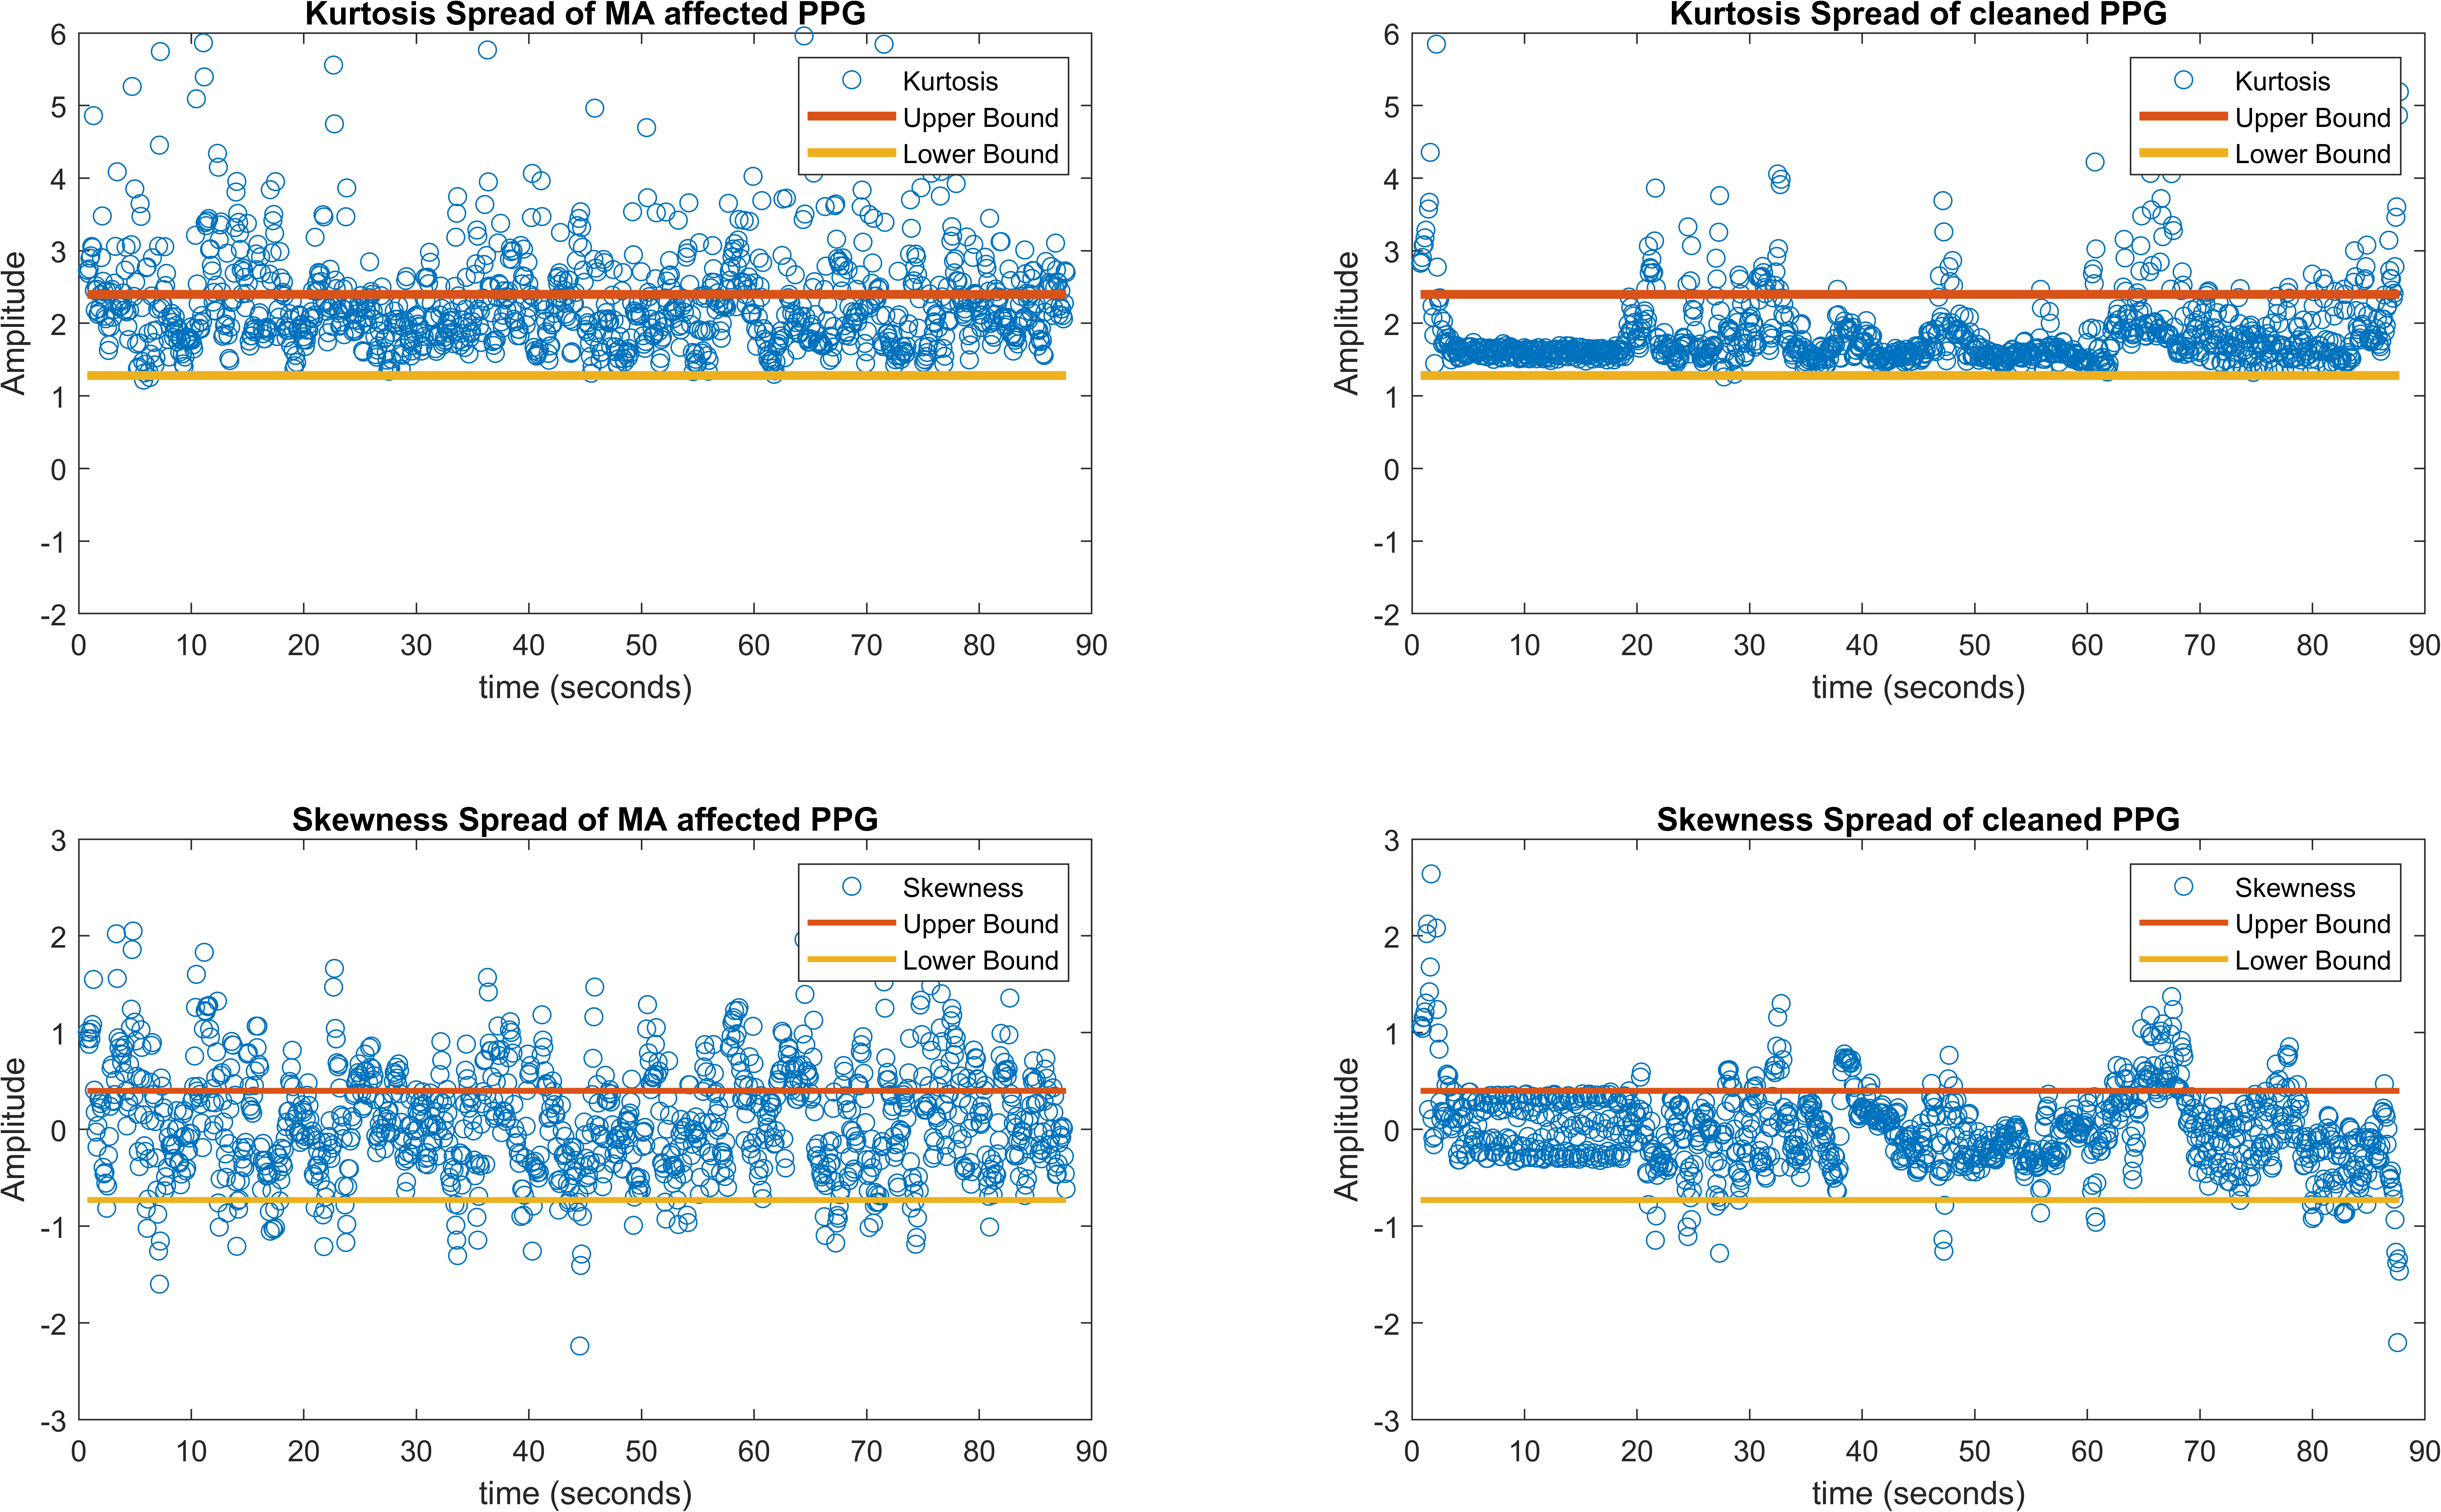 Kurtosis Spread of MA affected PPG
6
5
4
3
2
1
0
-1
-2
Amplitude
Kurtosis
Upper Bound
Lower Bound
0 10 20 30 40 50 60 70 80 90
time (seconds)
Kurtosis Spread of cleaned PPG
6
5
4
3
2
1
0
-1
-2
Amplitude
Kurtosis
Upper Bound
Lower Bound
0 10 20 30 40 50 60 70 80 90
time (seconds)
Skewness Spread of MA affected PPG
3
2
1
0
-1
-2
-3
Amplitude
Skewness
Upper Bound
Lower Bound
0 10 20 30 40 50 60 70 80 90
time (seconds)
Skewness Spread of cleaned PPG
3
2
1
0
-1
-2
-3
Amplitude
Skewness
Upper Bound
Lower Bound
0 10 20 30 40 50 60 70 80 90
time (seconds)